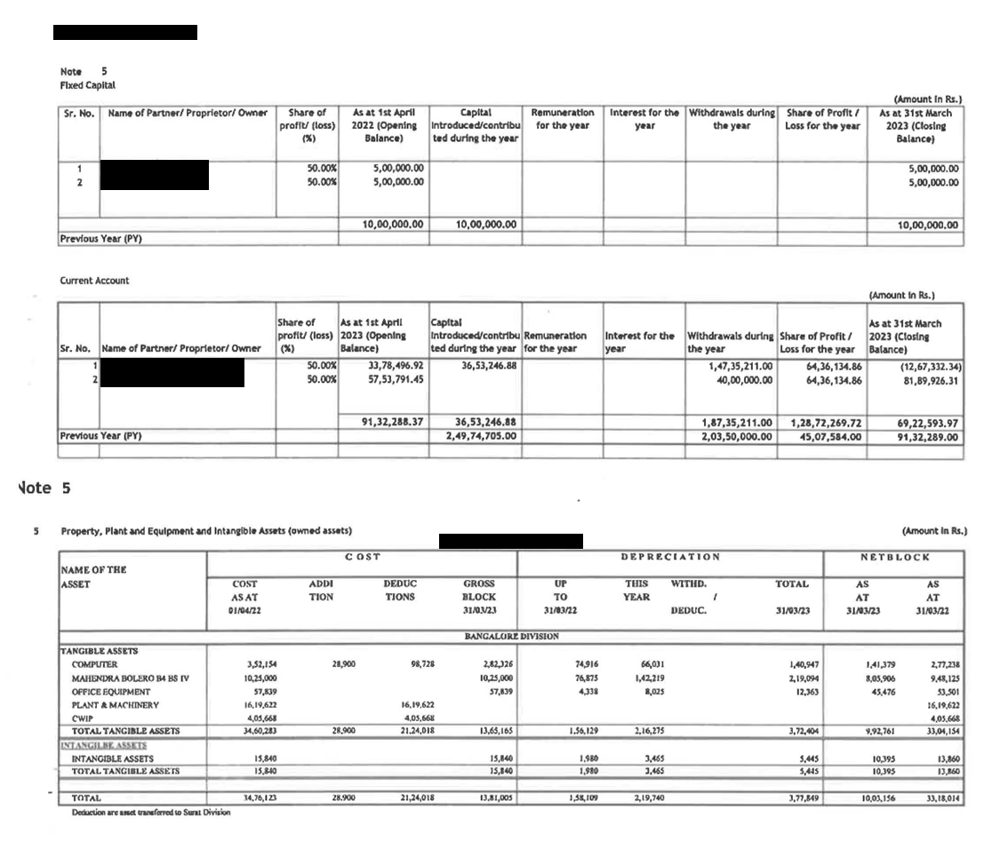 Note 5
Fixed Capital
(Amount in Rs.)
Sr. No. Name of Partner/ Proprietor/ Owner Share of profit/ (loss) (%) As at 1st April 2022 (Opening Balance) Capital Introduced/contributed during the year Remuneration for the year Interest for the year Withdrawals during the year Share of Profit / Loss for the year As at 31st March 2023 (Closing Balance)
1 50.00% 5,00,000.00 5,00,000.00
2 50.00% 5,00,000.00 5,00,000.00
10,00,000.00 10,00,000.00 10,00,000.00
Previous Year (PY)
Current Account
(Amount in Rs.)
Sr. No. Name of Partner/ Proprietor/ Owner Share of profit/ (loss) (%) As at 1st April 2023 (Opening Balance) Capital Introduced/contributed during the year Remuneration for the year Interest for the year Withdrawals during the year Share of Profit / Loss for the year As at 31st March 2023 (Closing Balance)
1 50.00% 33,78,496.92 36,53,246.88 1,47,35,211.00 64,36,134.86 (12,67,332.34)
2 50.00% 57,53,791.45 40,00,000.00 64,36,134.86 81,89,926.31
91,32,288.37 36,53,246.88 1,87,35,211.00 1,28,72,269.72 69,22,593.97
Previous Year (PY) 2,49,74,705.00 2,03,50,000.00 45,07,584.00 91,32,289.00
Note 5
5 Property, Plant and Equipment and Intangible Assets (owned assets) (Amount in Rs.)
NAME OF THE ASSET COST DEPRECIATION NETBLOCK
COST AS AT 01/04/22 ADDI TION DEDUC TIONS GROSS BLOCK 31/03/23 UP TO 31/03/22 THIS YEAR WITHD. / DEDUC. TOTAL 31/03/23 AS AT 31/03/23 AS AT 31/03/22
BANGALORE DIVISION
TANGIBLE ASSETS
COMPUTER 3,52,154 28,900 98,728 2,82,326 74,916 66,031 1,40,947 1,41,379 2,77,238
MAHENDRA BOLERO B4 BS IV 10,25,000 10,25,000 76,875 1,42,219 2,19,094 8,05,906 9,48,125
OFFICE EQUIPMENT 57,839 57,839 4,338 8,025 12,363 45,476 53,501
PLANT & MACHINERY 16,19,622 16,19,622 16,19,622
CWIP 4,05,668 4,05,668 4,05,668
TOTAL TANGIBLE ASSETS 34,60,283 28,900 21,24,018 13,65,165 1,56,129 2,16,275 3,72,404 9,92,761 33,04,154
INTANGILBE ASSETS
INTANGIBLE ASSETS 15,840 15,840 1,980 3,465 5,445 10,395 13,860
TOTAL TANGIBLE ASSETS 15,840 15,840 1,980 3,465 5,445 10,395 13,860
TOTAL 34,76,123 28,900 21,24,018 13,81,005 1,58,109 2,19,740 3,77,849 10,03,156 33,18,014
Deduction are asset transferred to Surat Division